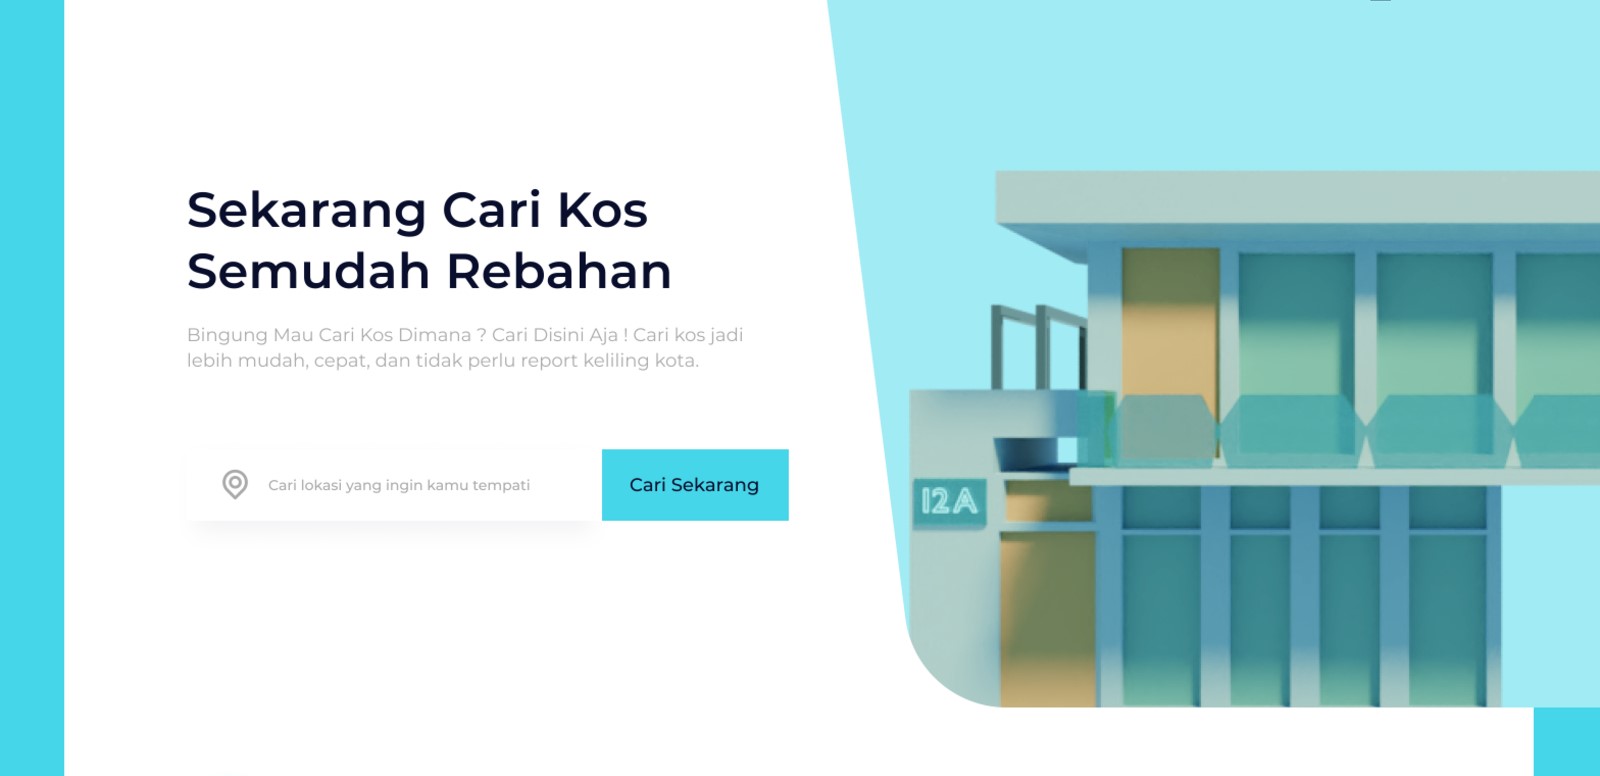 Sekarang Cari Kos
Semudah Rebahan
Bingung Mau Cari Kos Dimana ? Cari Disini Aja ! Cari kos jadi
lebih mudah, cepat, dan tidak perlu report keliling kota.
Cari lokasi yang ingin kamu tempati
Cari Sekarang
12A